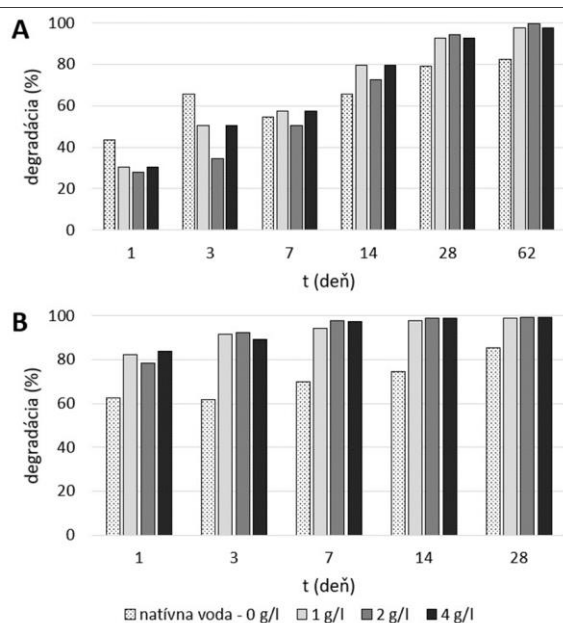 A
degradácia (%)
100
80
60
40
20
0
1 3 7 14 28 62
t (deň)
B
degradácia (%)
100
80
60
40
20
0
1 3 7 14 28
t (deň)
natívna voda - 0 g/l 1 g/l 2 g/l 4 g/l